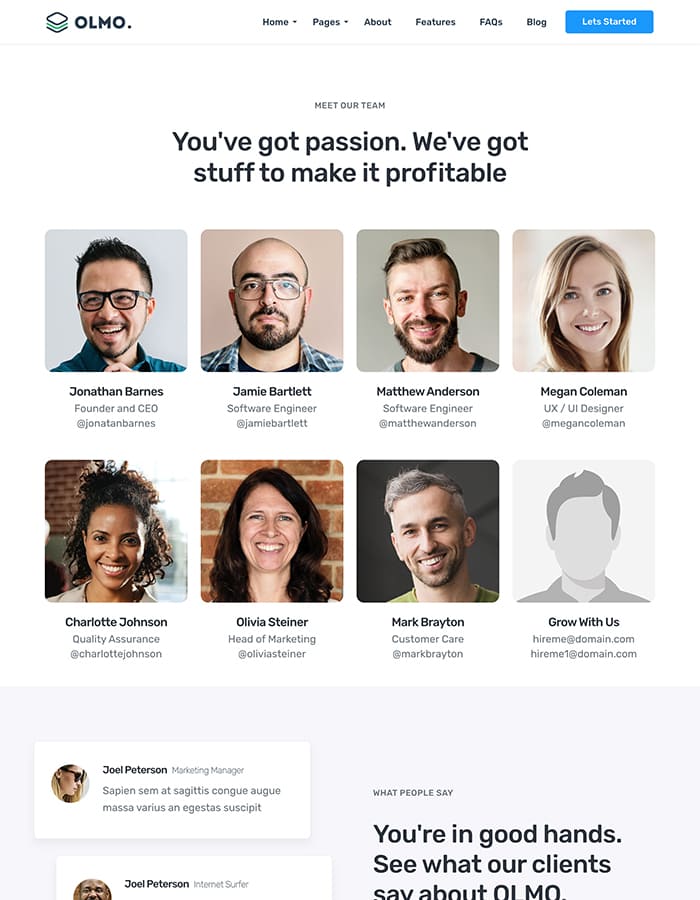 OLMO.
Home Pages About Features FAQs Blog Lets Started
MEET OUR TEAM
You've got passion. We've got
stuff to make it profitable
Jonathan Barnes
Founder and CEO
@jonatanbarnes
Jamie Bartlett
Software Engineer
@jamiebartlett
Matthew Anderson
Software Engineer
@matthewanderson
Megan Coleman
UX / UI Designer
@megancoleman
Charlotte Johnson
Quality Assurance
@charlottejohnson
Olivia Steiner
Head of Marketing
@oliviasteiner
Mark Brayton
Customer Care
@markbrayton
Grow With Us
hireme@domain.com
hireme1@domain.com
Joel Peterson Marketing Manager
Sapien sem at sagittis congue augue
massa varius an egestas suscipit
Joel Peterson Internet Surfer
WHAT PEOPLE SAY
You're in good hands.
See what our clients
say about OLMO.